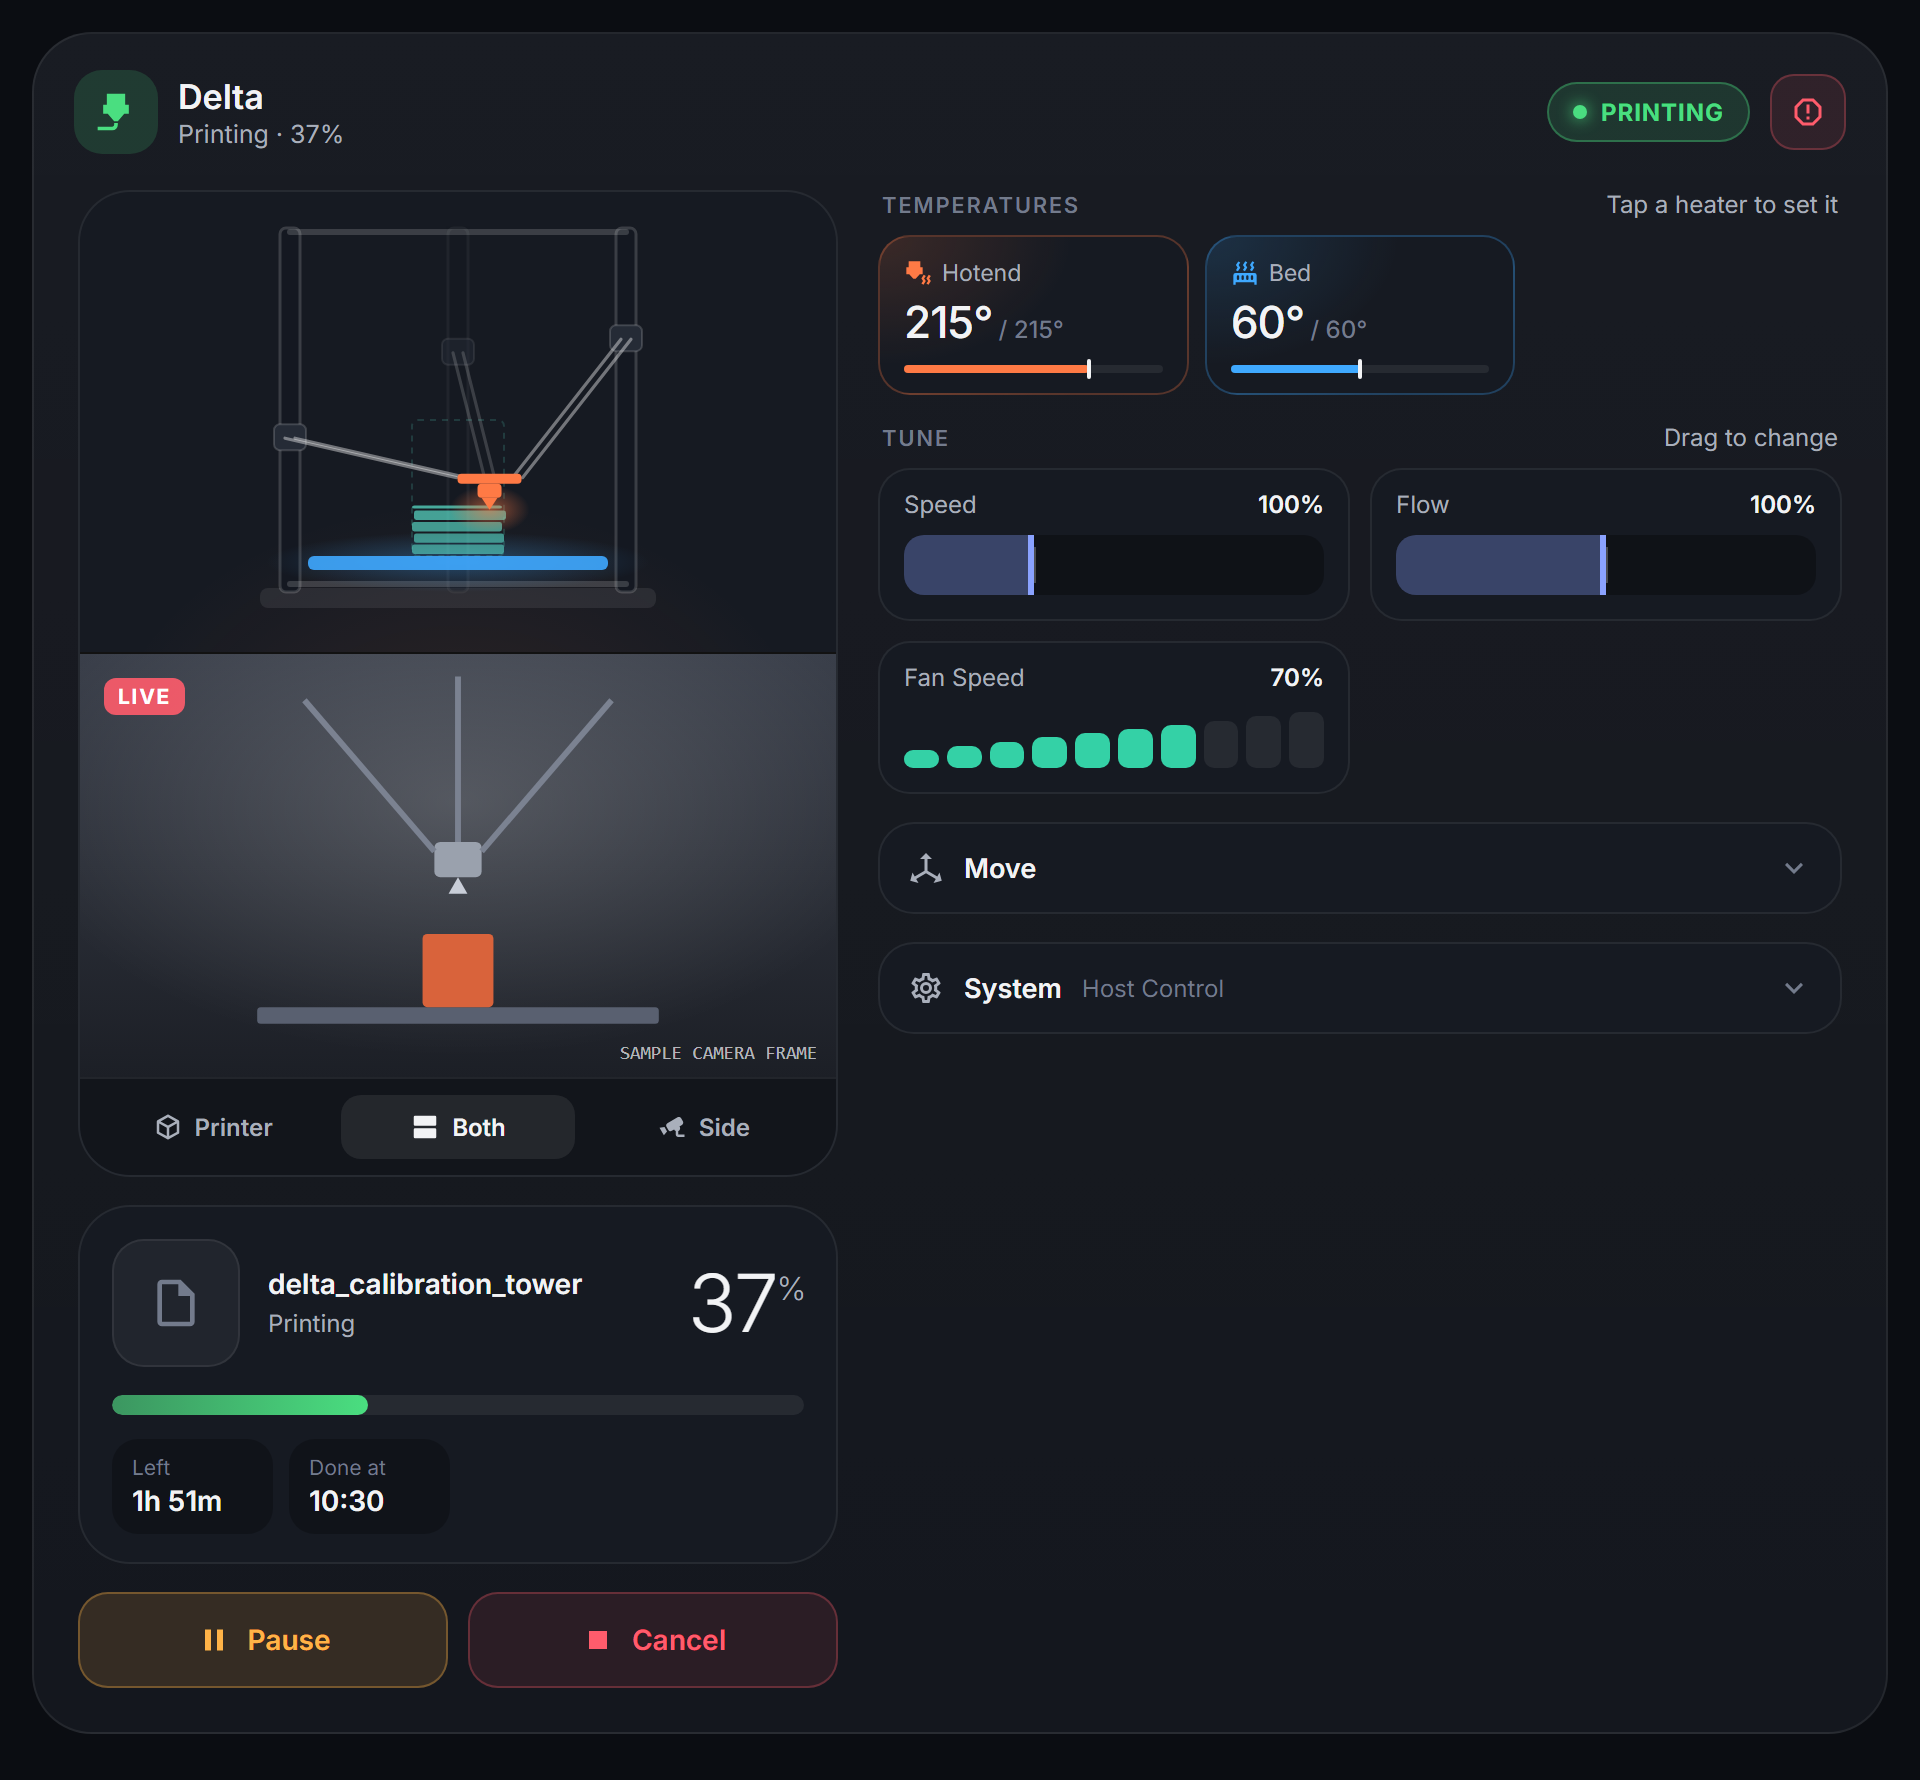 Delta
Printing · 37%
PRINTING
LIVE
SAMPLE CAMERA FRAME
Printer
Both
Side
delta_calibration_tower
Printing
37%
Left
1h 51m
Done at
10:30
Pause
Cancel
TEMPERATURES
Tap a heater to set it
Hotend
215° / 215°
Bed
60° / 60°
TUNE
Drag to change
Speed
100%
Flow
100%
Fan Speed
70%
Move
System Host Control